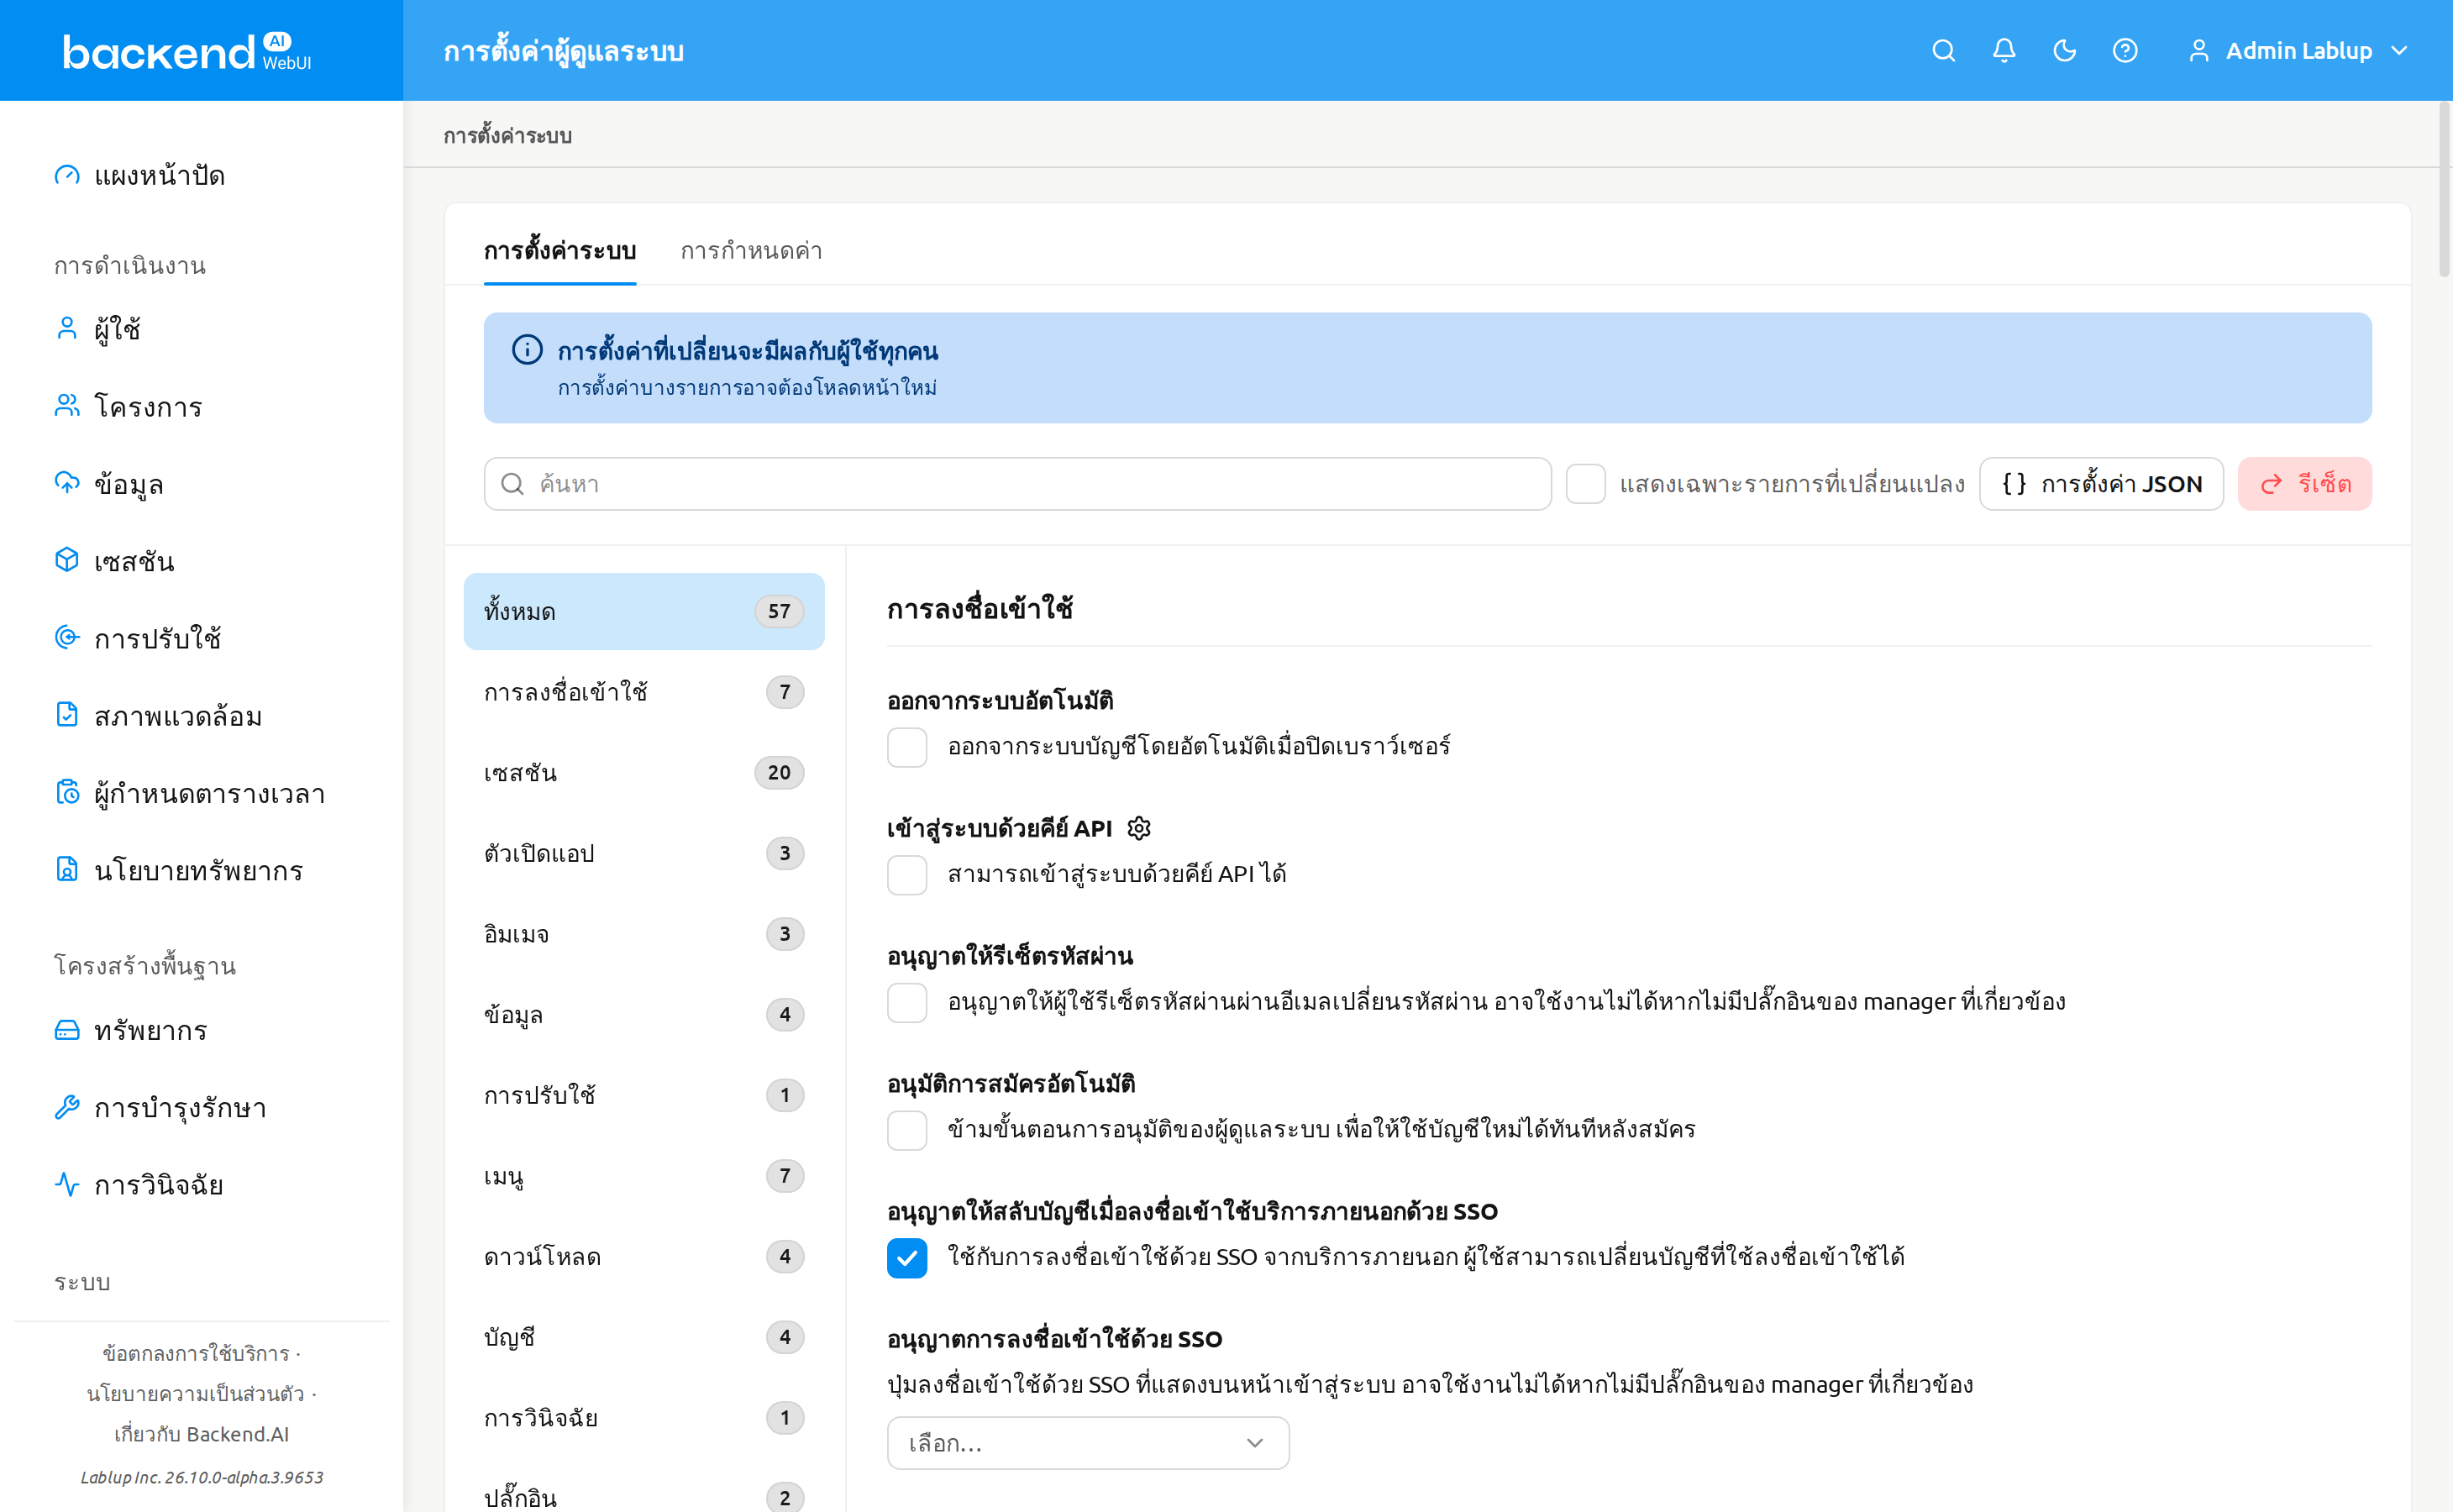 backend AI WebUI
การตั้งค่าผู้ดูแลระบบ
Admin Lablup
แผงหน้าปัด
การดำเนินงาน
ผู้ใช้
โครงการ
ข้อมูล
เซสชัน
การปรับใช้
สภาพแวดล้อม
ผู้กำหนดตารางเวลา
นโยบายทรัพยากร
โครงสร้างพื้นฐาน
ทรัพยากร
การบำรุงรักษา
การวินิจฉัย
ระบบ
ข้อตกลงการใช้บริการ ·
นโยบายความเป็นส่วนตัว ·
เกี่ยวกับ Backend.AI
Lablup Inc. 26.10.0-alpha.3.9653
การตั้งค่าระบบ
การตั้งค่าระบบ การกำหนดค่า
การตั้งค่าที่เปลี่ยนจะมีผลกับผู้ใช้ทุกคน
การตั้งค่าบางรายการอาจต้องโหลดหน้าใหม่
ค้นหา แสดงเฉพาะรายการที่เปลี่ยนแปลง {} การตั้งค่า JSON รีเซ็ต
ทั้งหมด 57
การลงชื่อเข้าใช้ 7
เซสชัน 20
ตัวเปิดแอป 3
อิมเมจ 3
ข้อมูล 4
การปรับใช้ 1
เมนู 7
ดาวน์โหลด 4
บัญชี 4
การวินิจฉัย 1
ปลั๊กอิน 2
การลงชื่อเข้าใช้
ออกจากระบบอัตโนมัติ
ออกจากระบบบัญชีโดยอัตโนมัติเมื่อปิดเบราว์เซอร์
เข้าสู่ระบบด้วยคีย์ API
สามารถเข้าสู่ระบบด้วยคีย์ API ได้
อนุญาตให้รีเซ็ตรหัสผ่าน
อนุญาตให้ผู้ใช้รีเซ็ตรหัสผ่านผ่านอีเมลเปลี่ยนรหัสผ่าน อาจใช้งานไม่ได้หากไม่มีปลั๊กอินของ manager ที่เกี่ยวข้อง
อนุมัติการสมัครอัตโนมัติ
ข้ามขั้นตอนการอนุมัติของผู้ดูแลระบบ เพื่อให้ใช้บัญชีใหม่ได้ทันทีหลังสมัคร
อนุญาตให้สลับบัญชีเมื่อลงชื่อเข้าใช้บริการภายนอกด้วย SSO
ใช้กับการลงชื่อเข้าใช้ด้วย SSO จากบริการภายนอก ผู้ใช้สามารถเปลี่ยนบัญชีที่ใช้ลงชื่อเข้าใช้ได้
อนุญาตการลงชื่อเข้าใช้ด้วย SSO
ปุ่มลงชื่อเข้าใช้ด้วย SSO ที่แสดงบนหน้าเข้าสู่ระบบ อาจใช้งานไม่ได้หากไม่มีปลั๊กอินของ manager ที่เกี่ยวข้อง
เลือก...